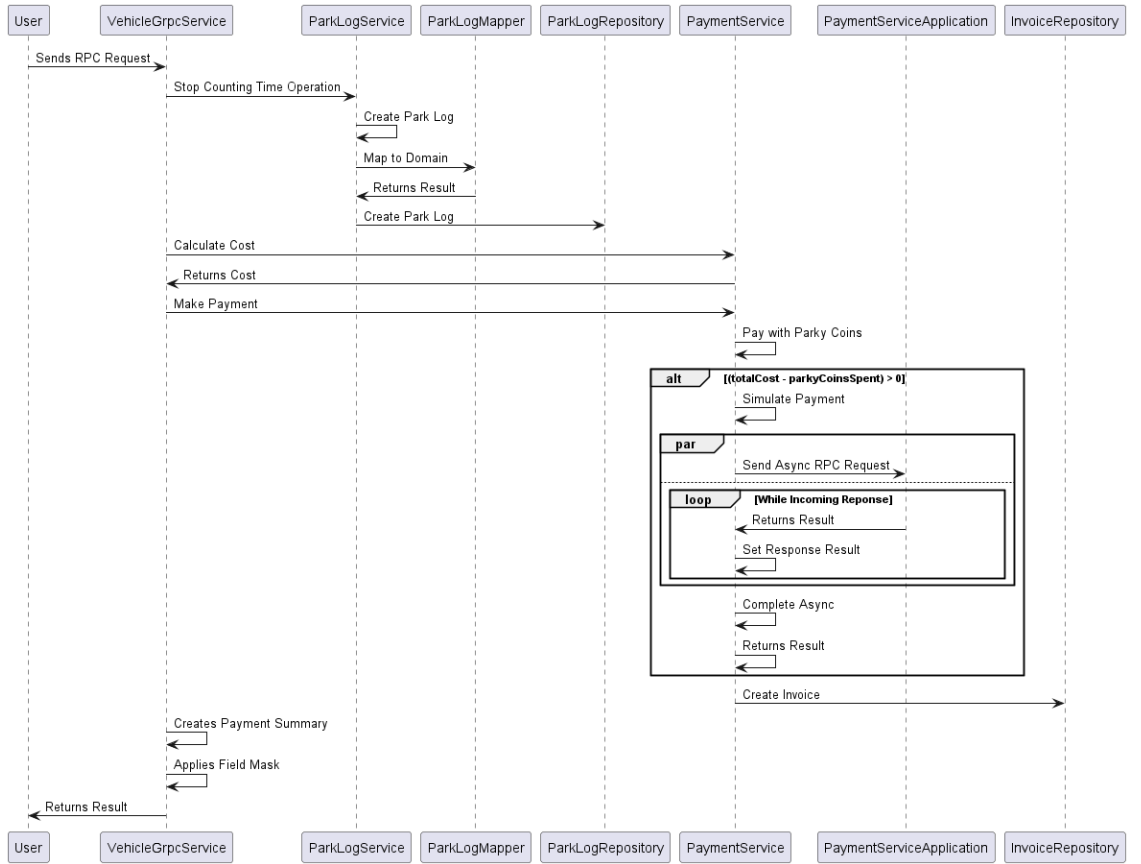 User
VehicleGrpcService
ParkLogService
ParkLogMapper
ParkLogRepository
PaymentService
PaymentServiceApplication
InvoiceRepository
Sends RPC Request
Stop Counting Time Operation
Create Park Log
Map to Domain
Returns Result
Create Park Log
Calculate Cost
Returns Cost
Make Payment
Pay with Parky Coins
alt [(totalCost - parkyCoinsSpent) > 0]
Simulate Payment
par
Send Async RPC Request
loop [While Incoming Reponse]
Returns Result
Set Response Result
Complete Async
Returns Result
Create Invoice
Creates Payment Summary
Applies Field Mask
Returns Result
User
VehicleGrpcService
ParkLogService
ParkLogMapper
ParkLogRepository
PaymentService
PaymentServiceApplication
InvoiceRepository